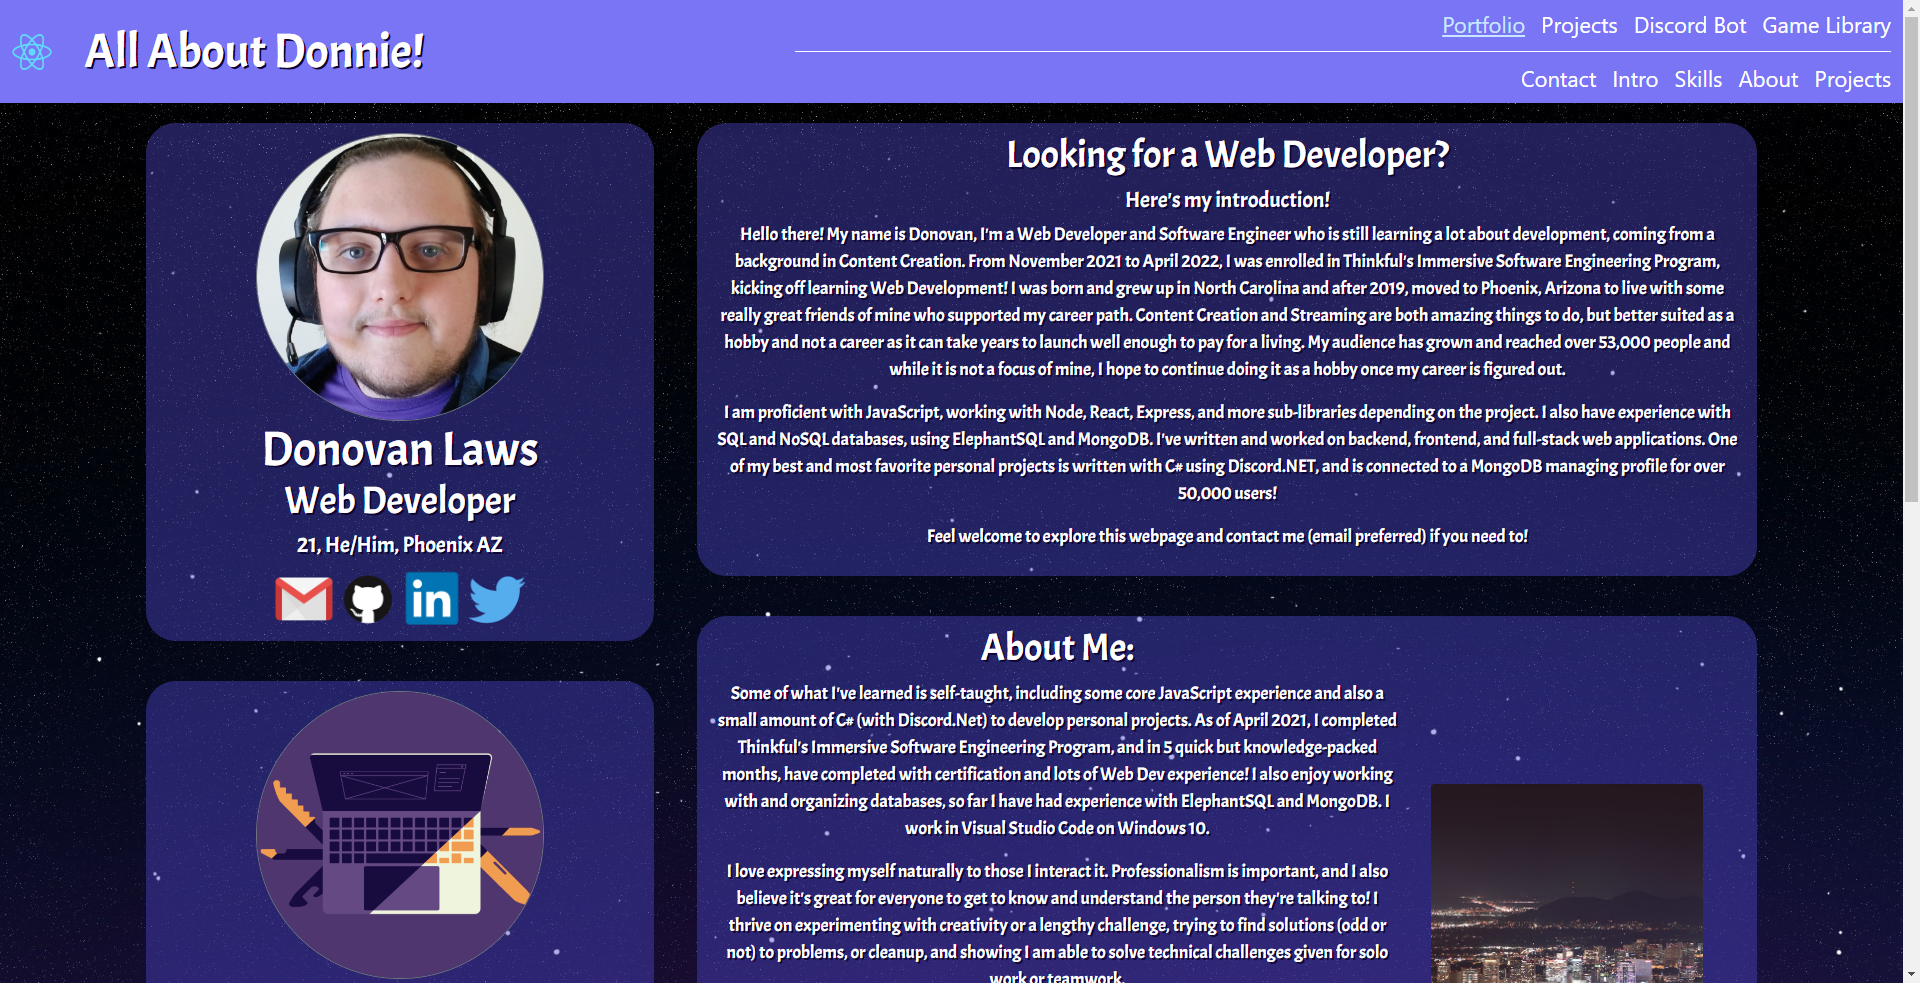 All About Donnie!
Portfolio Projects Discord Bot Game Library
Contact Intro Skills About Projects
Donovan Laws
Web Developer
21, He/Him, Phoenix AZ
in
Looking for a Web Developer?
Here's my introduction!
Hello there! My name is Donovan, I'm a Web Developer and Software Engineer who is still learning a lot about development, coming from a
background in Content Creation. From November 2021 to April 2022, I was enrolled in Thinkful's Immersive Software Engineering Program,
kicking off learning Web Development! I was born and grew up in North Carolina and after 2019, moved to Phoenix, Arizona to live with some
really great friends of mine who supported my career path. Content Creation and Streaming are both amazing things to do, but better suited as a
hobby and not a career as it can take years to launch well enough to pay for a living. My audience has grown and reached over 53,000 people and
while it is not a focus of mine, I hope to continue doing it as a hobby once my career is figured out.
I am proficient with JavaScript, working with Node, React, Express, and more sub-libraries depending on the project. I also have experience with
SQL and NoSQL databases, using ElephantSQL and MongoDB. I've written and worked on backend, frontend, and full-stack web applications. One
of my best and most favorite personal projects is written with C# using Discord.NET, and is connected to a MongoDB managing profile for over
50,000 users!
Feel welcome to explore this webpage and contact me (email preferred) if you need to!
About Me:
Some of what I've learned is self-taught, including some core JavaScript experience and also a
small amount of C# (with Discord.Net) to develop personal projects. As of April 2021, I completed
Thinkful's Immersive Software Engineering Program, and in 5 quick but knowledge-packed
months, have completed with certification and lots of Web Dev experience! I also enjoy working
with and organizing databases, so far I have had experience with ElephantSQL and MongoDB. I
work in Visual Studio Code on Windows 10.
I love expressing myself naturally to those I interact it. Professionalism is important, and I also
believe it's great for everyone to get to know and understand the person they're talking to! I
thrive on experimenting with creativity or a lengthy challenge, trying to find solutions (odd or
not) to problems, or cleanup, and showing I am able to solve technical challenges given for solo
work or teamwork.